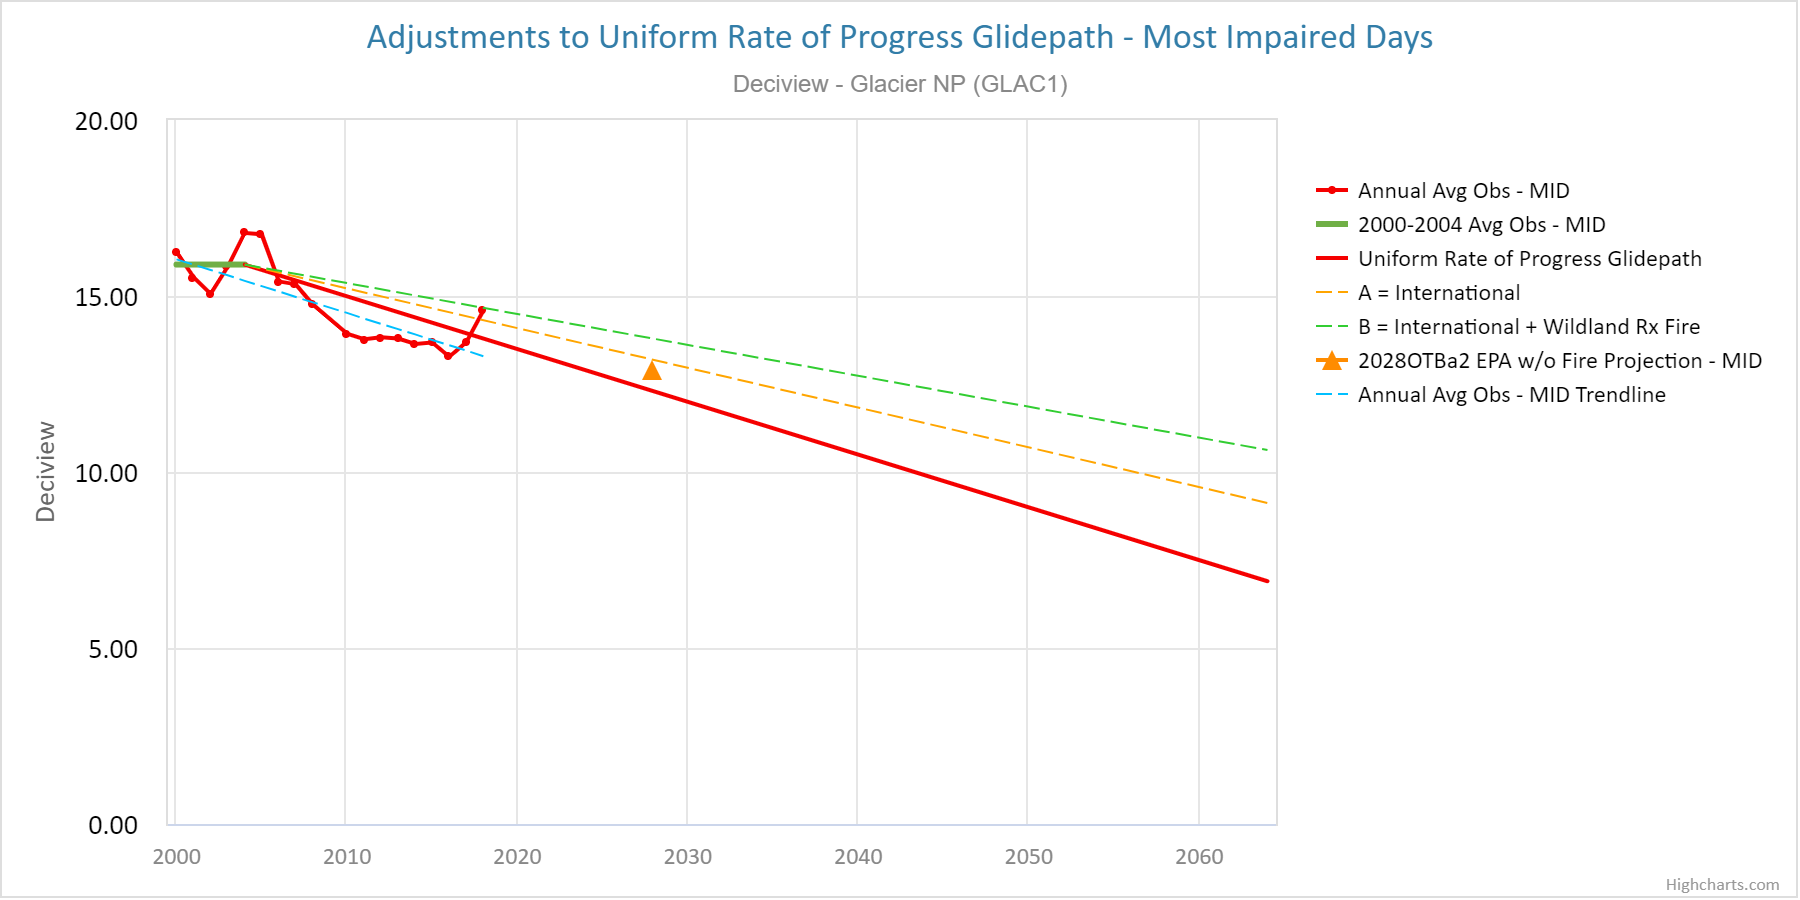 Adjustments to Uniform Rate of Progress Glidepath - Most Impaired Days
Deciview - Glacier NP (GLAC1)
20.00
15.00
10.00
5.00
0.00
Deciview
2000
2010
2020
2030
2040
2050
2060
Annual Avg Obs - MID
2000-2004 Avg Obs - MID
Uniform Rate of Progress Glidepath
A = International
B = International + Wildland Rx Fire
2028OTBa2 EPA w/o Fire Projection - MID
Annual Avg Obs - MID Trendline
Highcharts.com